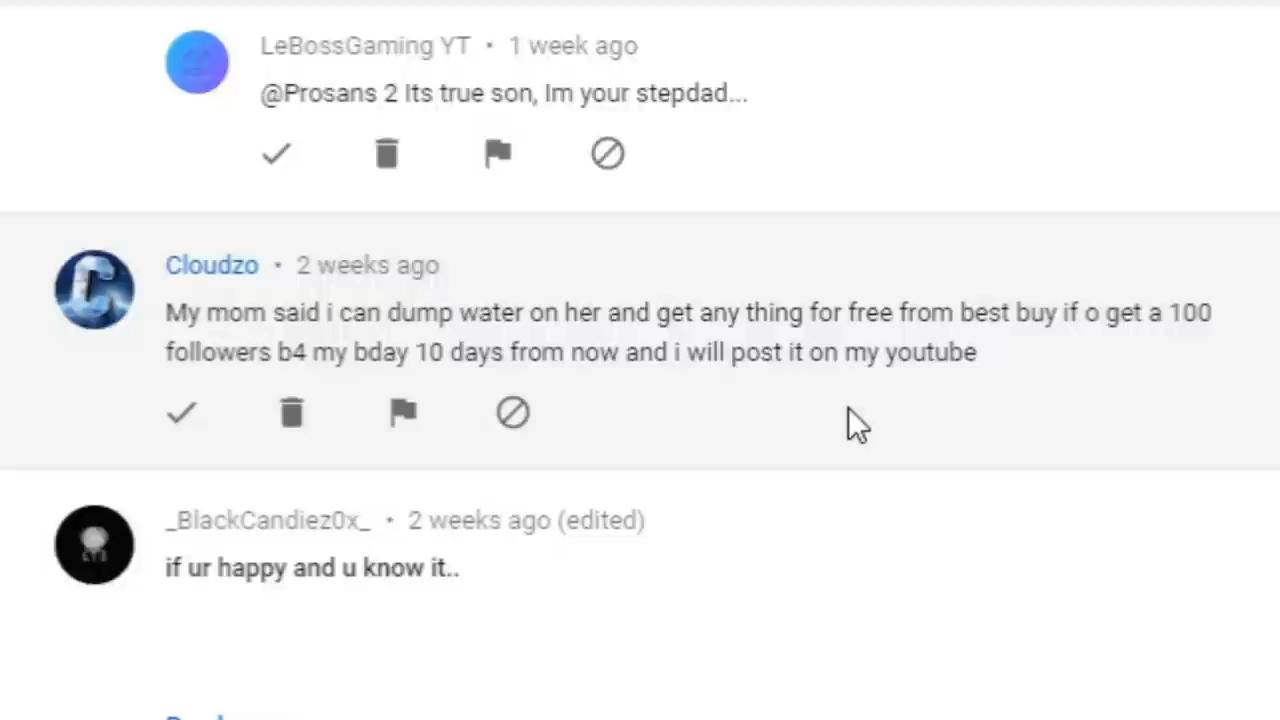 LeBossGaming YT • 1 week ago
@Prosans 2 Its true son, Im your stepdad...
Cloudzo • 2 weeks ago
My mom said i can dump water on her and get any thing for free from best buy if o get a 100
followers b4 my bday 10 days from now and i will post it on my youtube
_BlackCandiez0x_ • 2 weeks ago (edited)
if ur happy and u know it..